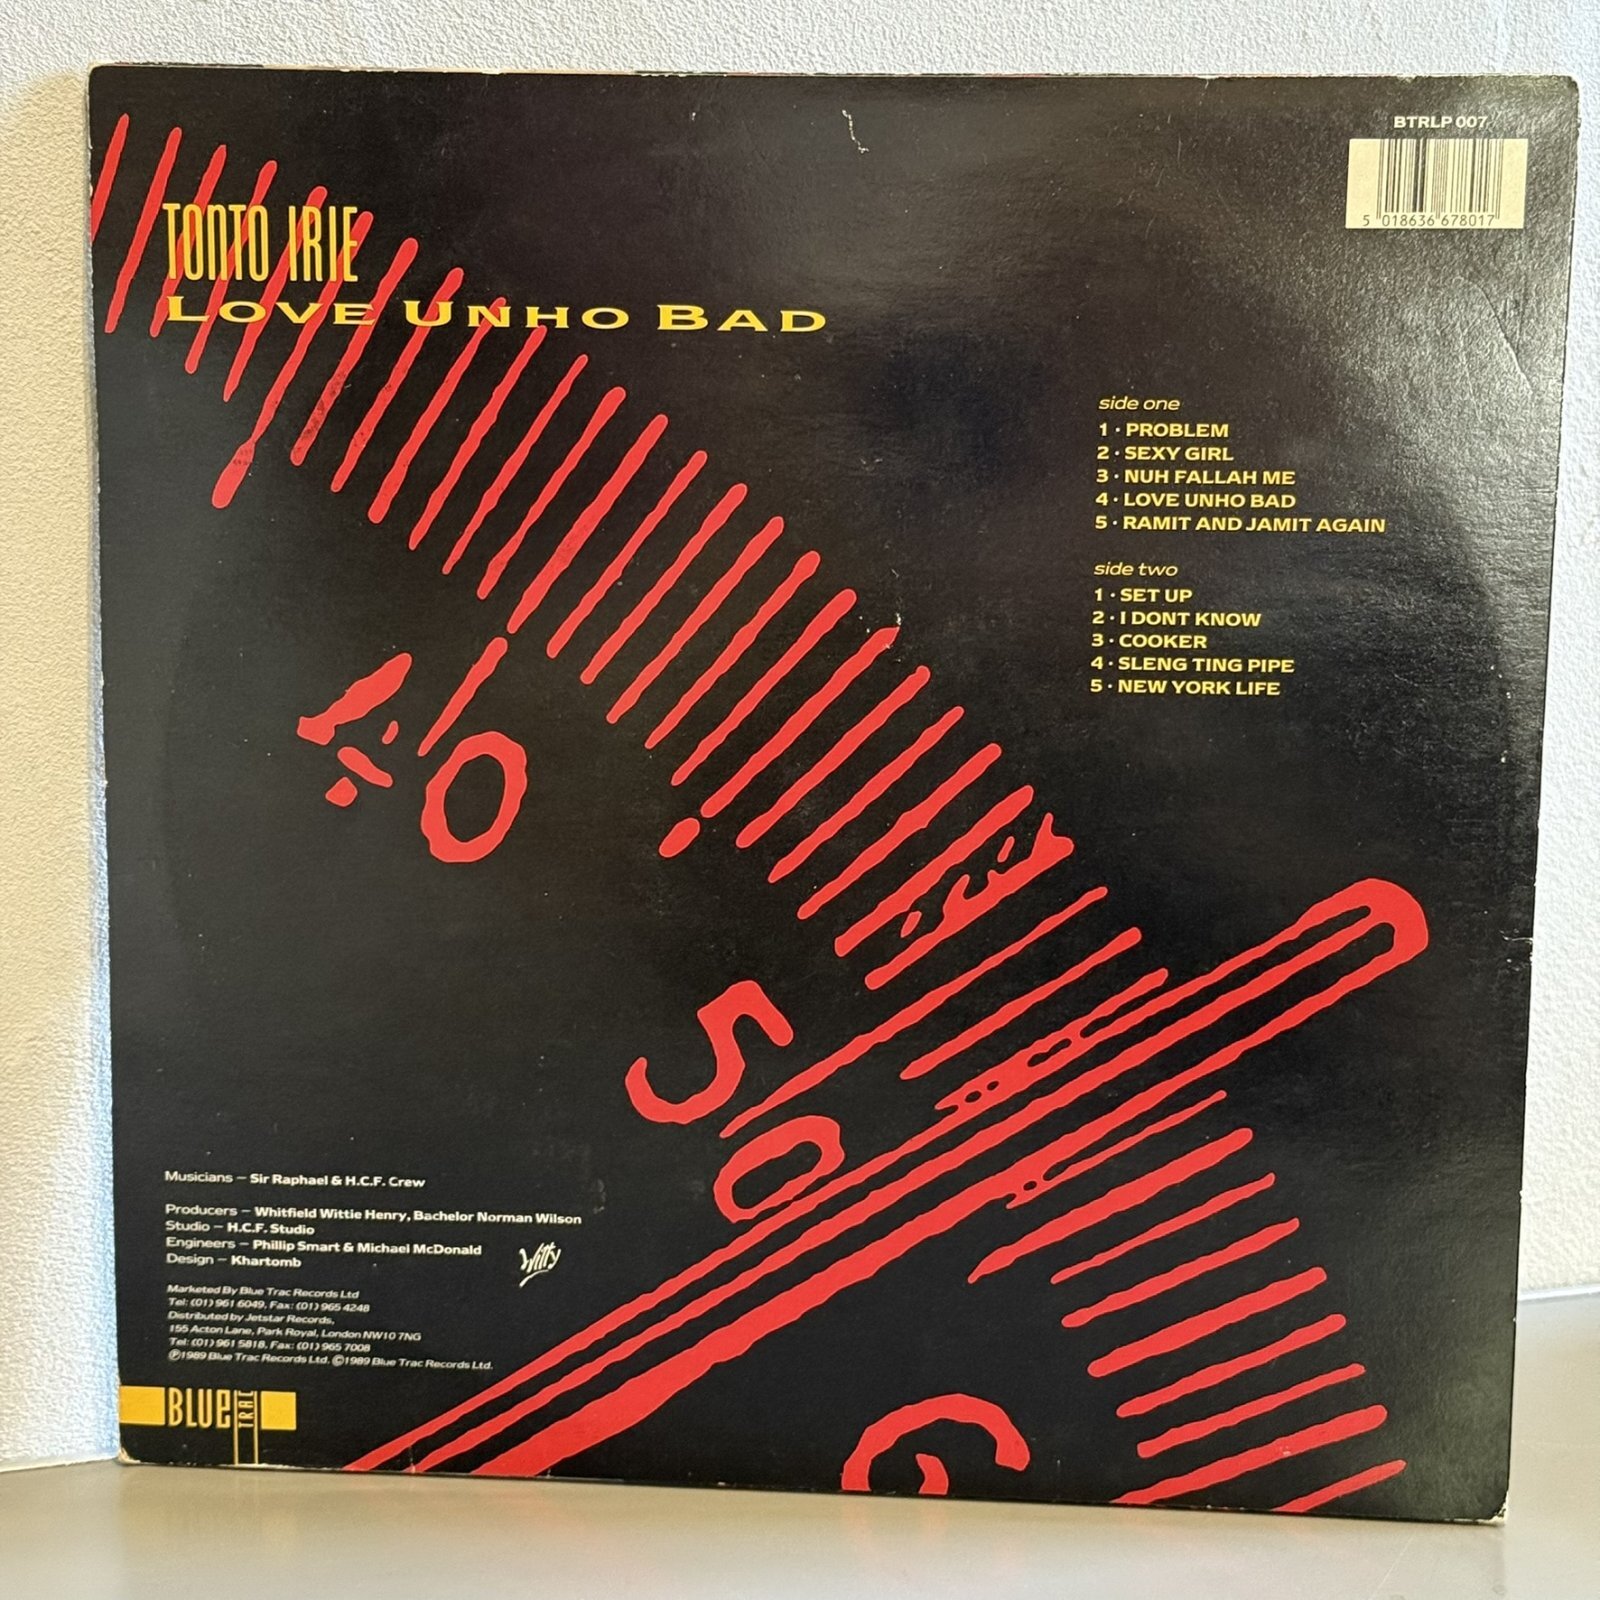 BTRLP 007
5 018636 678017
TONTO IRIE
LOVE UNHO BAD
side one
1 · PROBLEM
2 · SEXY GIRL
3 · NUH FALLAH ME
4 · LOVE UNHO BAD
5 · RAMIT AND JAMIT AGAIN
side two
1 · SET UP
2 · I DONT KNOW
3 · COOKER
4 · SLENG TING PIPE
5 · NEW YORK LIFE
40
50
6
Musicians – Sir Raphael & H.C.F. Crew
Producers – Whitfield Wittie Henry, Bachelor Norman Wilson
Studio – H.C.F. Studio
Engineers – Phillip Smart & Michael McDonald
Design – Khartomb
Witty
Marketed By Blue Trac Records Ltd
Tel: (01) 961 6049, Fax: (01) 965 4248
Distributed by Jetstar Records,
155 Acton Lane, Park Royal, London NW10 7NG
Tel: (01) 961 5818, Fax: (01) 965 7008
Ⓟ1989 Blue Trac Records Ltd. ©1989 Blue Trac Records Ltd.
BLUE TRAC